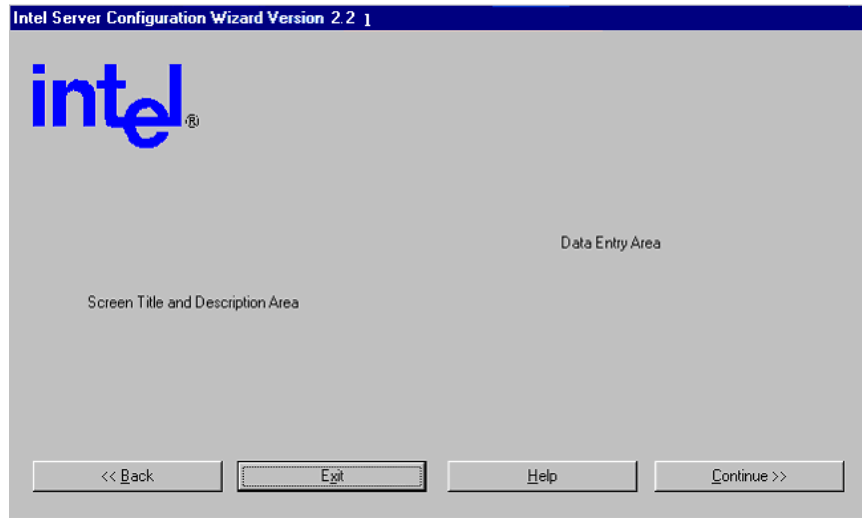 Intel Server Configuration Wizard Version 2.2 1
intel®
Data Entry Area
Screen Title and Description Area
<< Back
Exit
Help
Continue >>